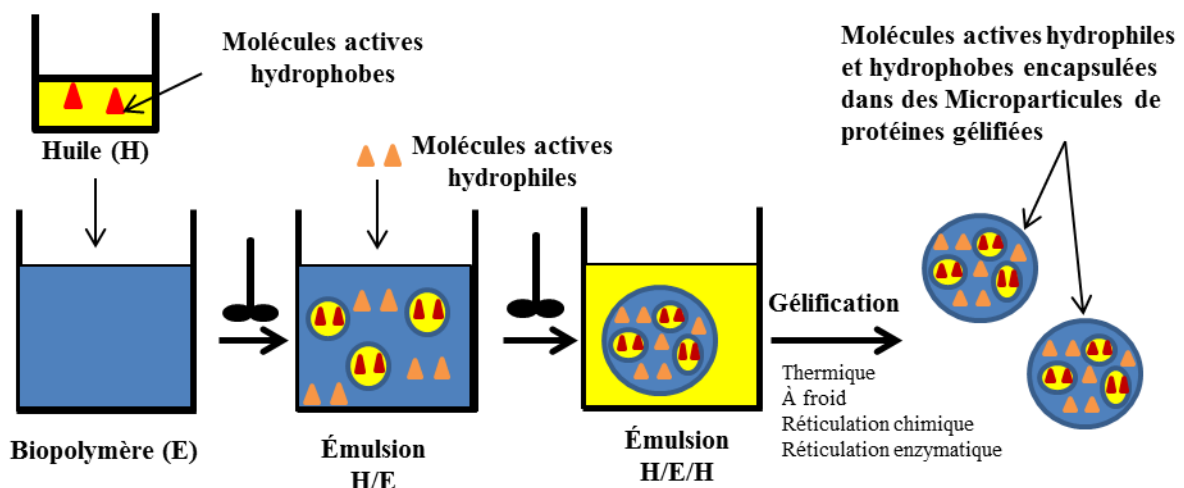 Molécules actives
hydrophobes
Huile (H)
Molécules actives
hydrophiles
Molécules actives hydrophiles
et hydrophobes encapsulées
dans des Microparticules de
protéines gélifiées
Gélification
Thermique
À froid
Réticulation chimique
Réticulation enzymatique
Biopolymère (E)
Émulsion
H/E
Émulsion
H/E/H